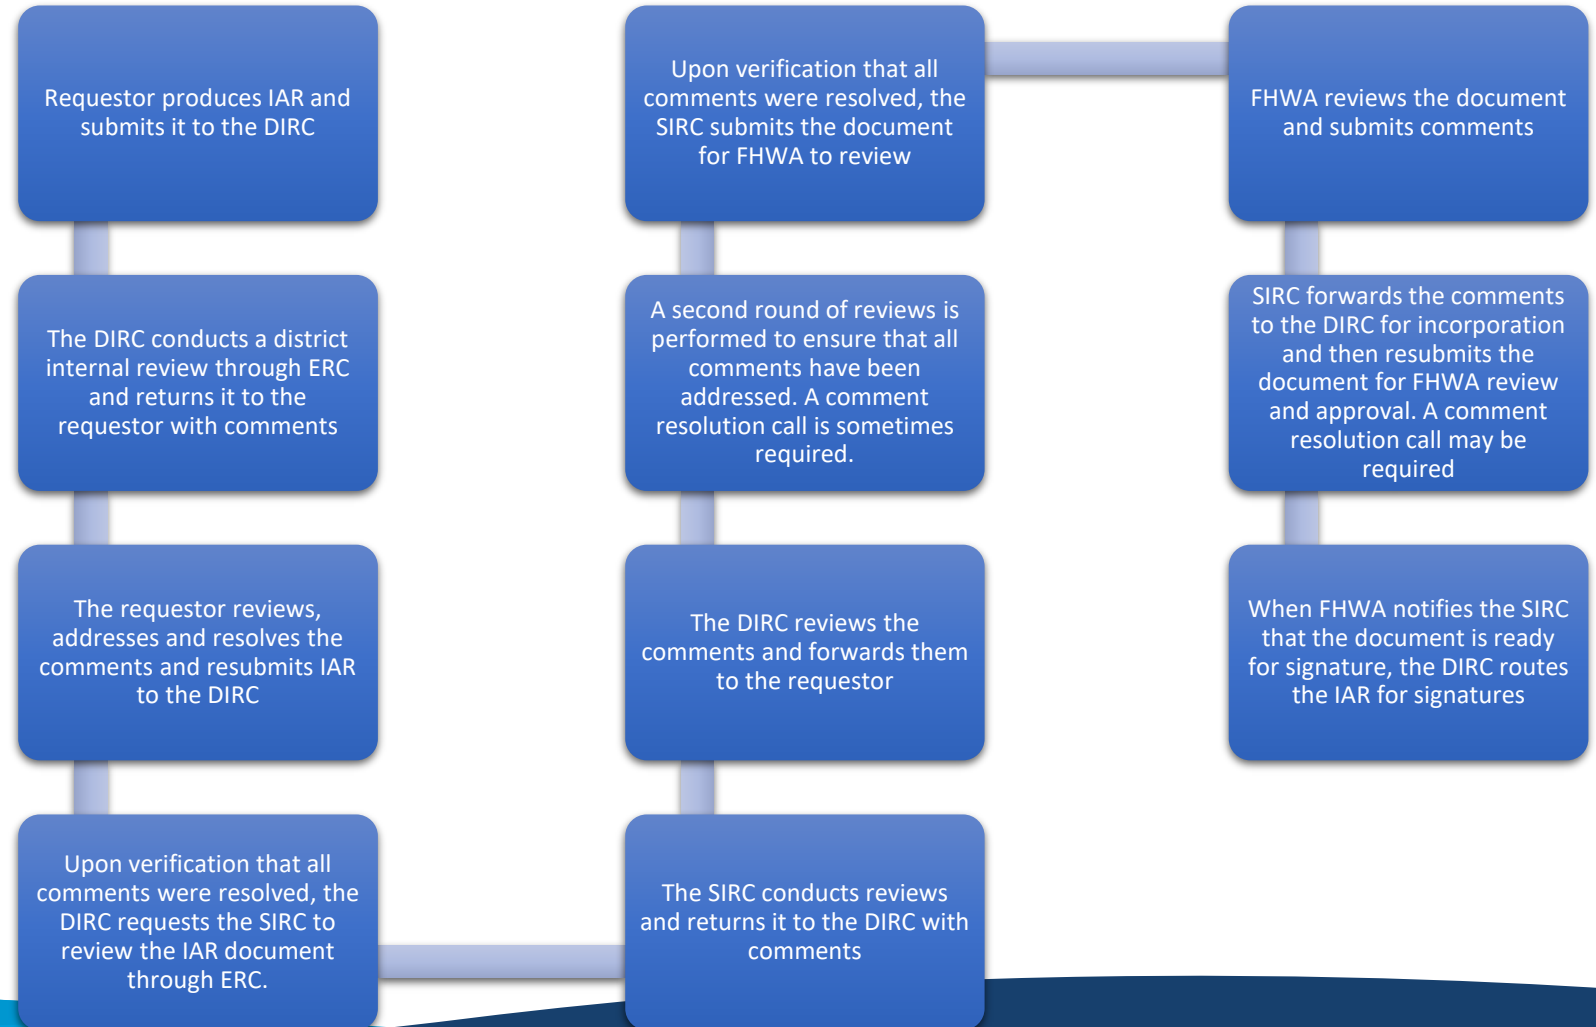 Requestor produces IAR and
submits it to the DIRC
The DIRC conducts a district
internal review through ERC
and returns it to the
requestor with comments
The requestor reviews,
addresses and resolves the
comments and resubmits IAR
to the DIRC
Upon verification that all
comments were resolved, the
DIRC requests the SIRC to
review the IAR document
through ERC.
The SIRC conducts reviews
and returns it to the DIRC with
comments
The DIRC reviews the
comments and forwards them
to the requestor
A second round of reviews is
performed to ensure that all
comments have been
addressed. A comment
resolution call is sometimes
required.
Upon verification that all
comments were resolved, the
SIRC submits the document
for FHWA to review
FHWA reviews the document
and submits comments
SIRC forwards the comments
to the DIRC for incorporation
and then resubmits the
document for FHWA review
and approval. A comment
resolution call may be
required
When FHWA notifies the SIRC
that the document is ready
for signature, the DIRC routes
the IAR for signatures